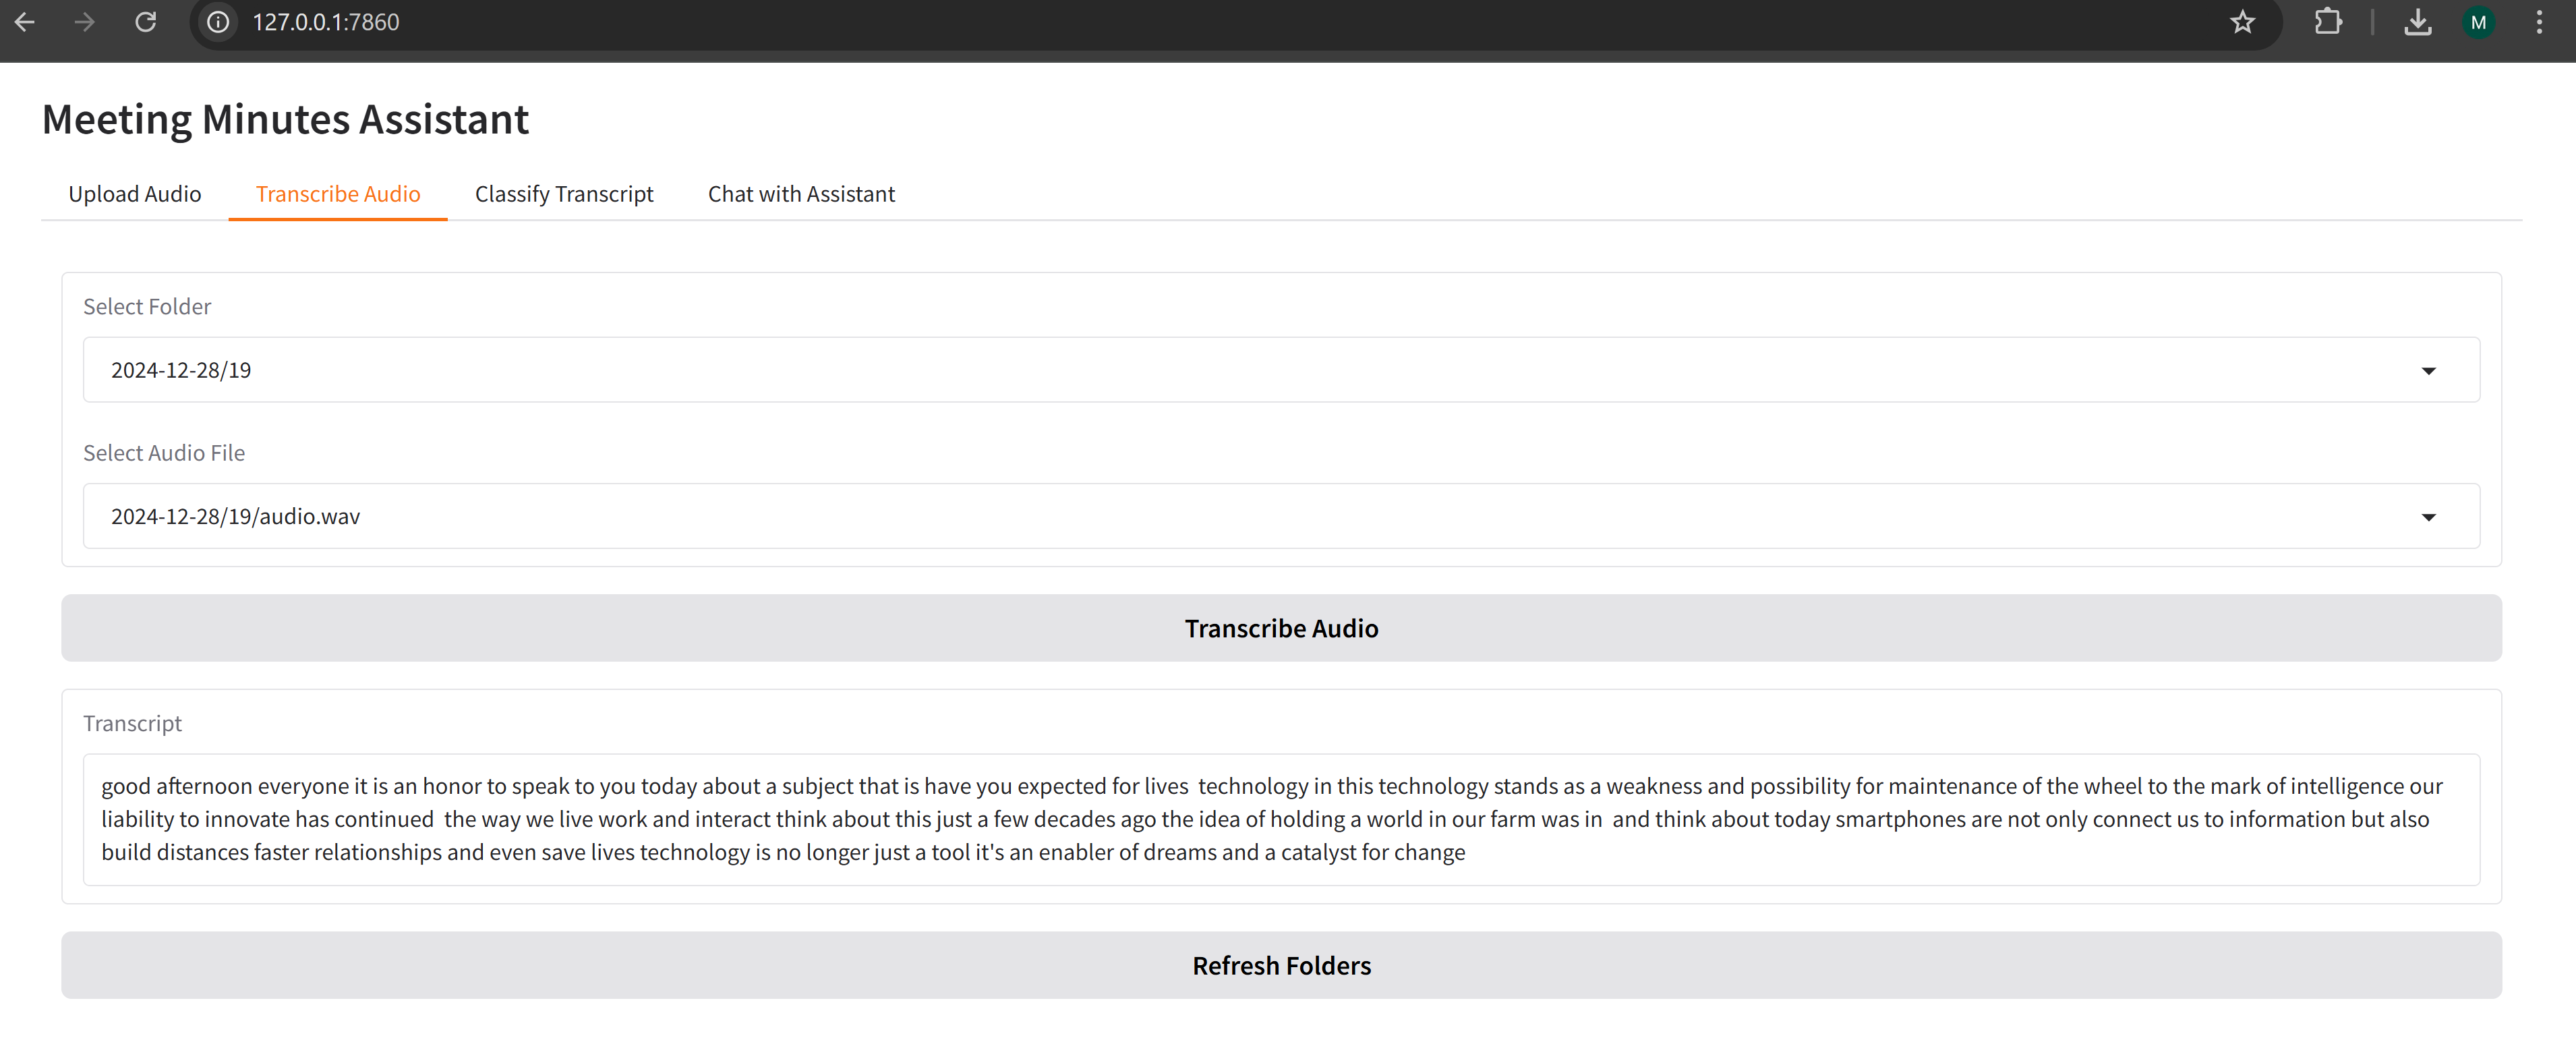 127.0.0.1:7860
M
Meeting Minutes Assistant
Upload Audio
Transcribe Audio
Classify Transcript
Chat with Assistant
Select Folder
2024-12-28/19
Select Audio File
2024-12-28/19/audio.wav
Transcribe Audio
Transcript
good afternoon everyone it is an honor to speak to you today about a subject that is have you expected for lives  technology in this technology stands as a weakness and possibility for maintenance of the wheel to the mark of intelligence our
liability to innovate has continued  the way we live work and interact think about this just a few decades ago the idea of holding a world in our farm was in  and think about today smartphones are not only connect us to information but also
build distances faster relationships and even save lives technology is no longer just a tool it's an enabler of dreams and a catalyst for change
Refresh Folders